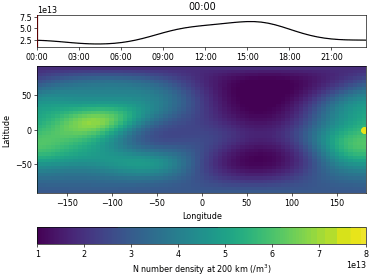 00:00
1e13
7.5
5.0
2.5
00:00 03:00 06:00 09:00 12:00 15:00 18:00 21:00
Latitude
50
0
−50
−150 −100 −50 0 50 100 150
Longitude
1 2 3 4 5 6 7 8
1e13
N number density at 200 km (/m³)